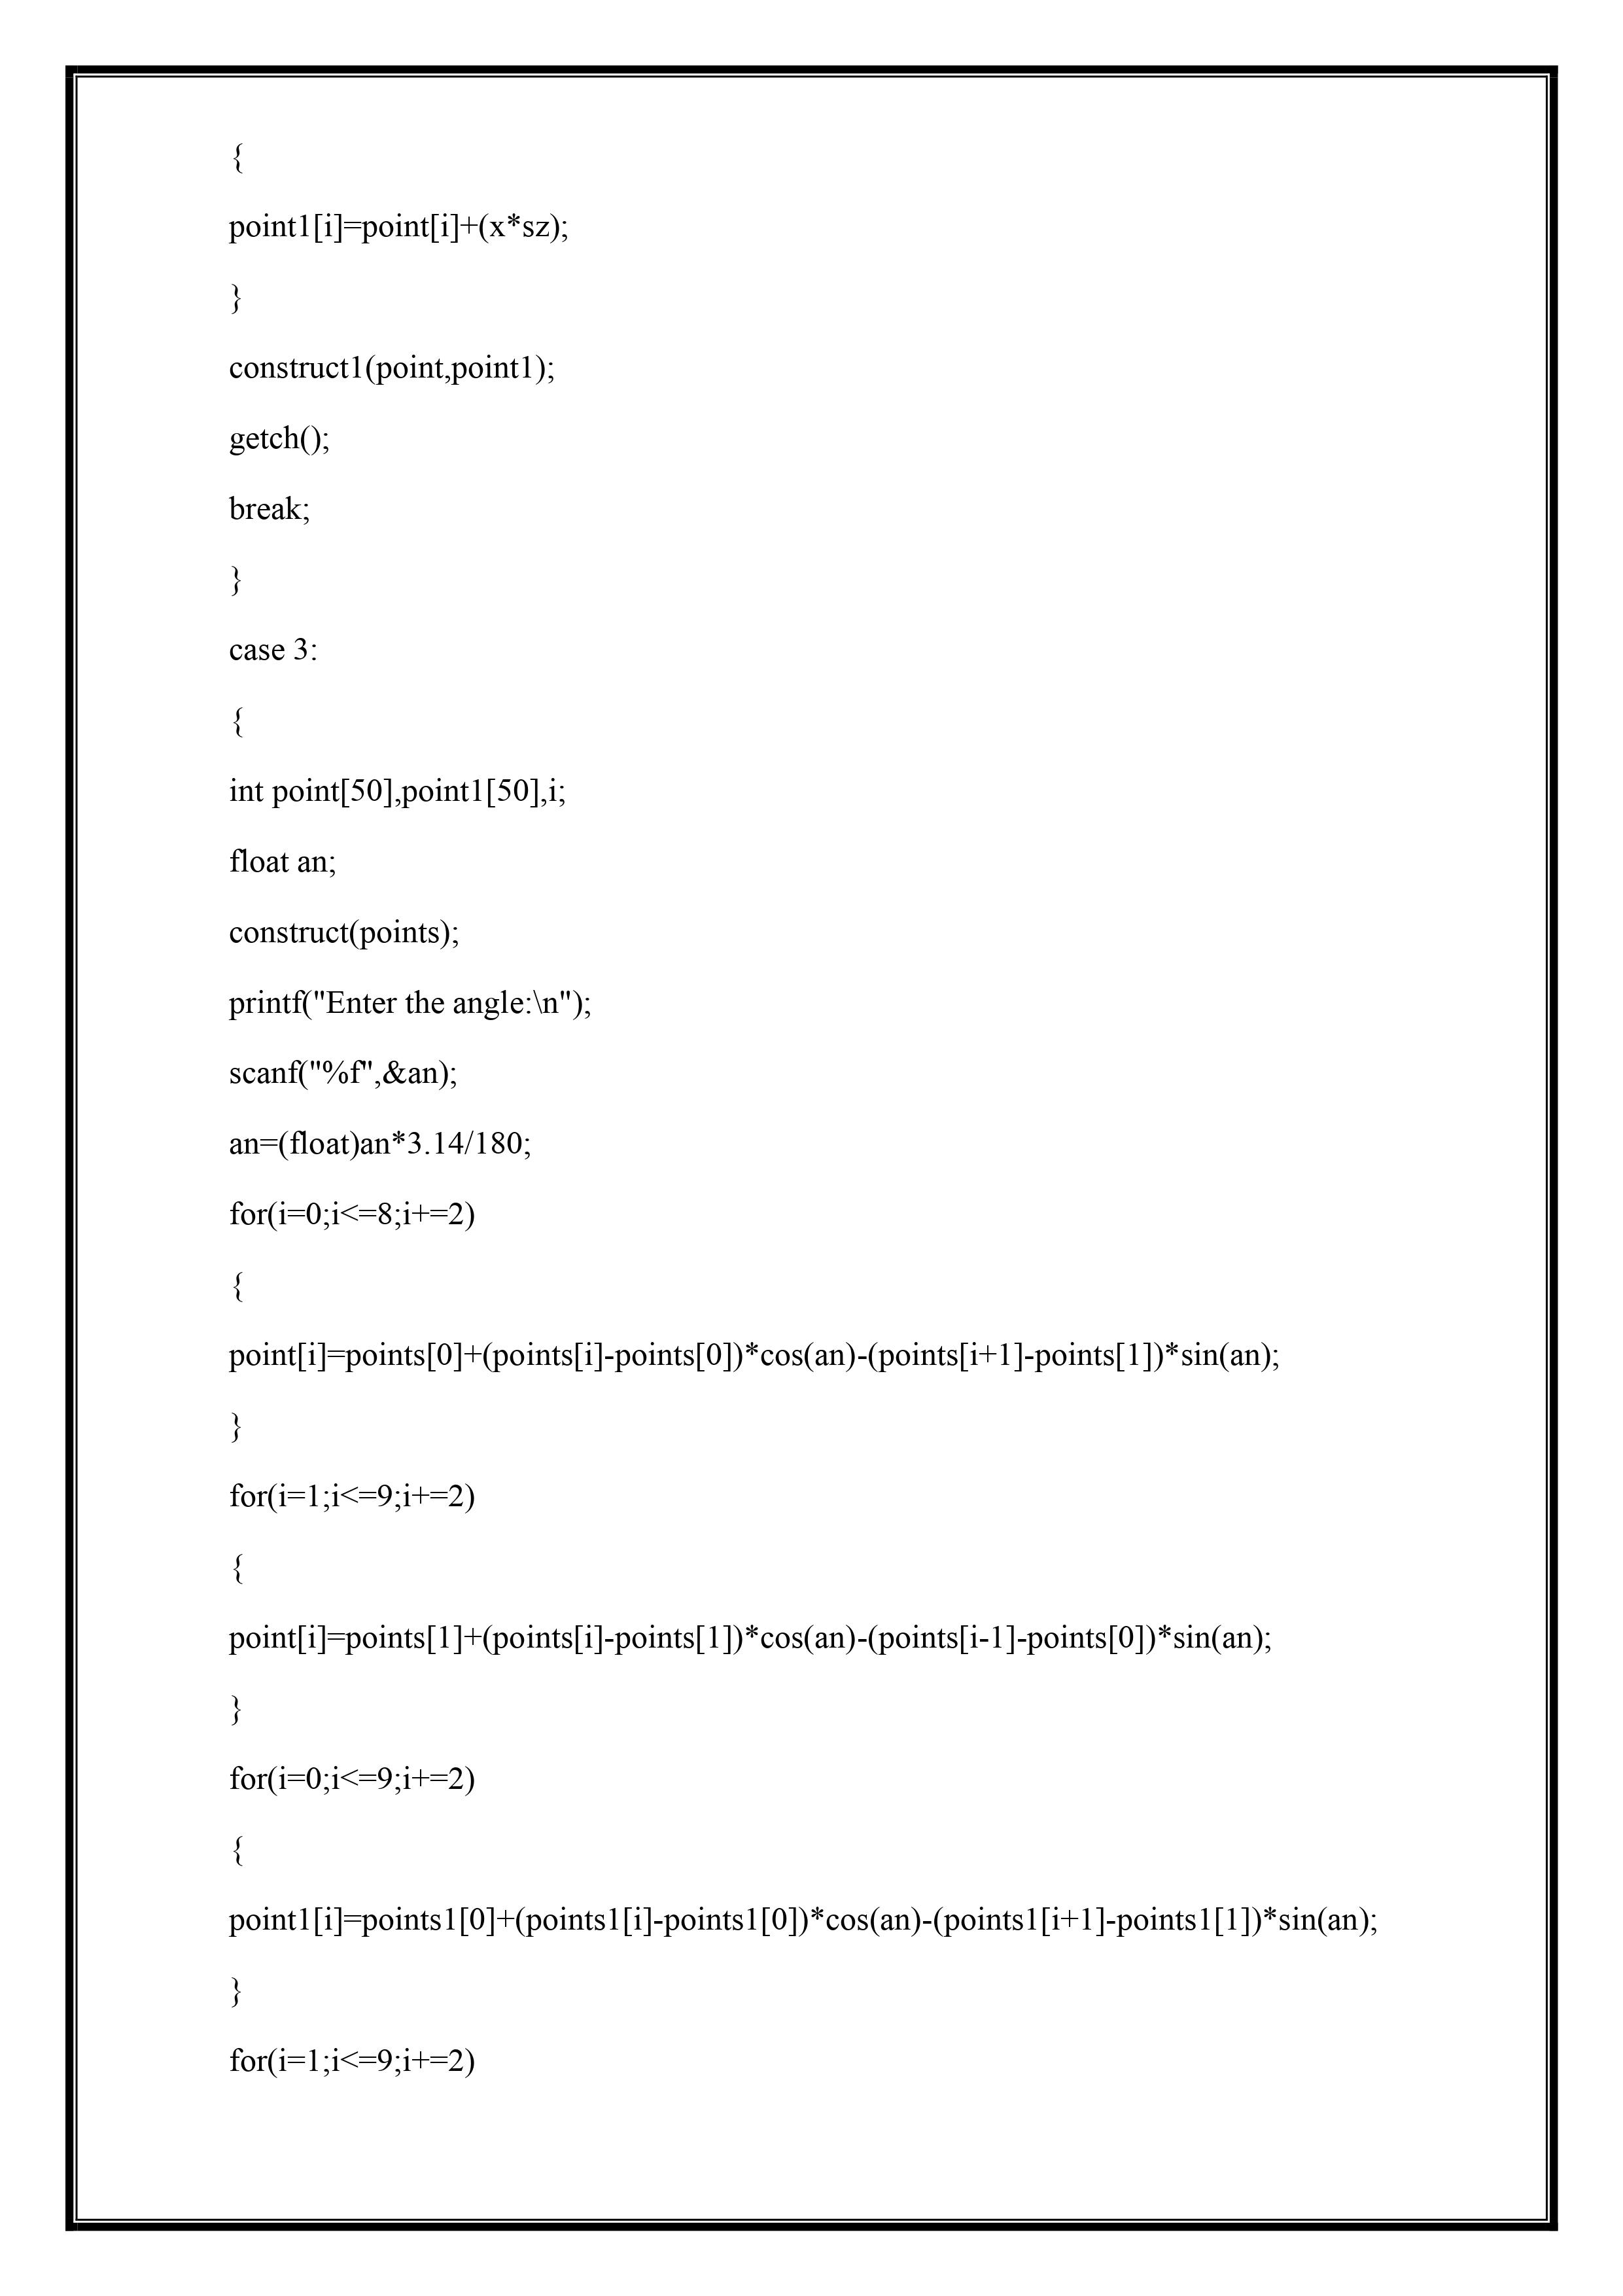 {
point1[i]=point[i]+(x*sz);
}
construct1(point,point1);
getch();
break;
}
case 3:
{
int point[50],point1[50],i;
float an;
construct(points);
printf("Enter the angle:\n");
scanf("%f",&an);
an=(float)an*3.14/180;
for(i=0;i<=8;i+=2)
{
point[i]=points[0]+(points[i]-points[0])*cos(an)-(points[i+1]-points[1])*sin(an);
}
for(i=1;i<=9;i+=2)
{
point[i]=points[1]+(points[i]-points[1])*cos(an)-(points[i-1]-points[0])*sin(an);
}
for(i=0;i<=9;i+=2)
{
point1[i]=points1[0]+(points1[i]-points1[0])*cos(an)-(points1[i+1]-points1[1])*sin(an);
}
for(i=1;i<=9;i+=2)